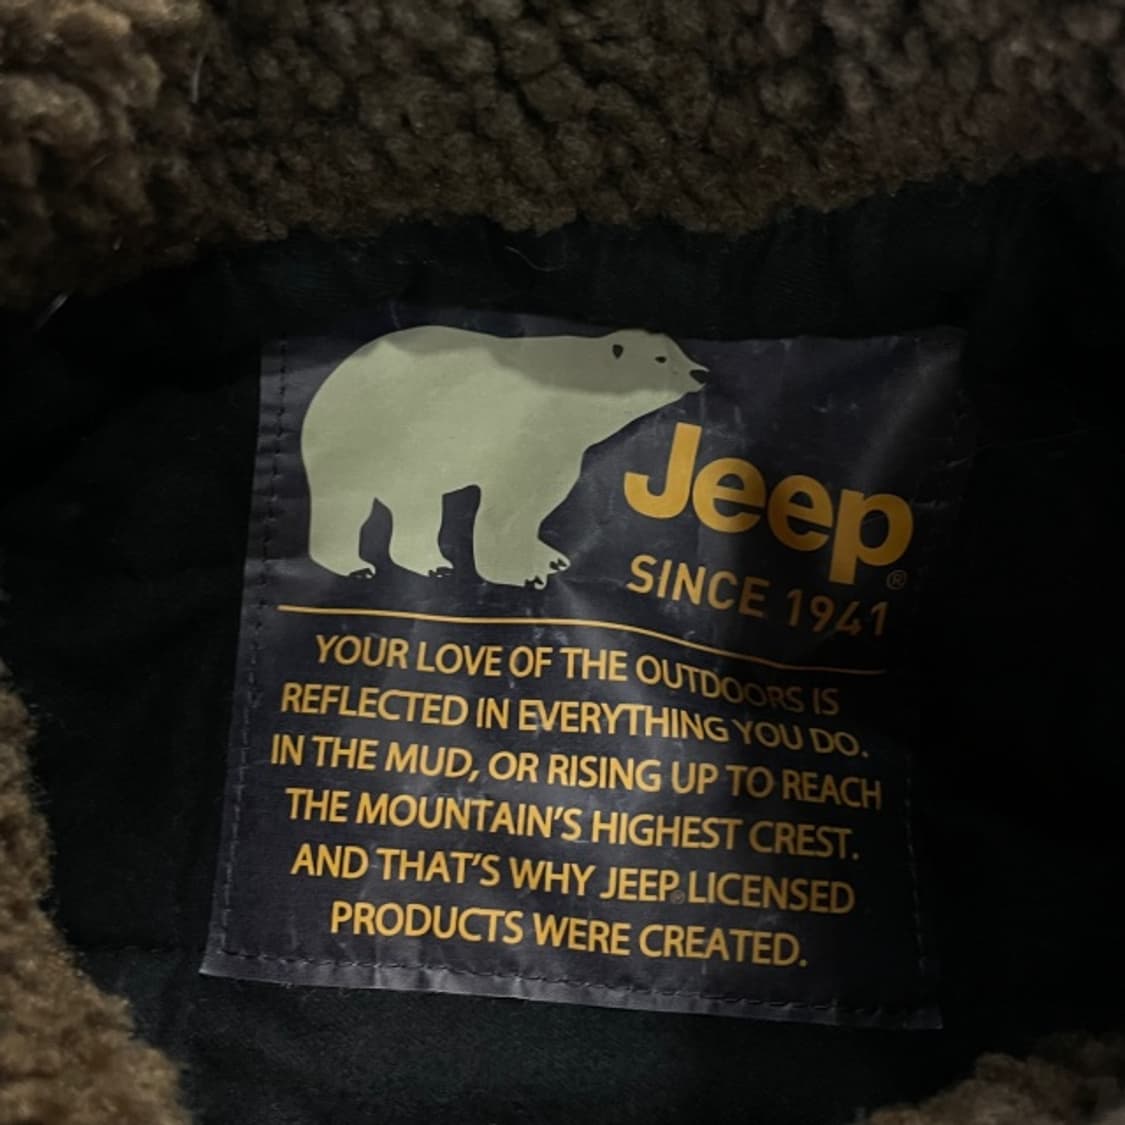 Jeep®
SINCE 1941
YOUR LOVE OF THE OUTDOORS IS
REFLECTED IN EVERYTHING YOU DO.
IN THE MUD, OR RISING UP TO REACH
THE MOUNTAIN'S HIGHEST CREST.
AND THAT'S WHY JEEP® LICENSED
PRODUCTS WERE CREATED.